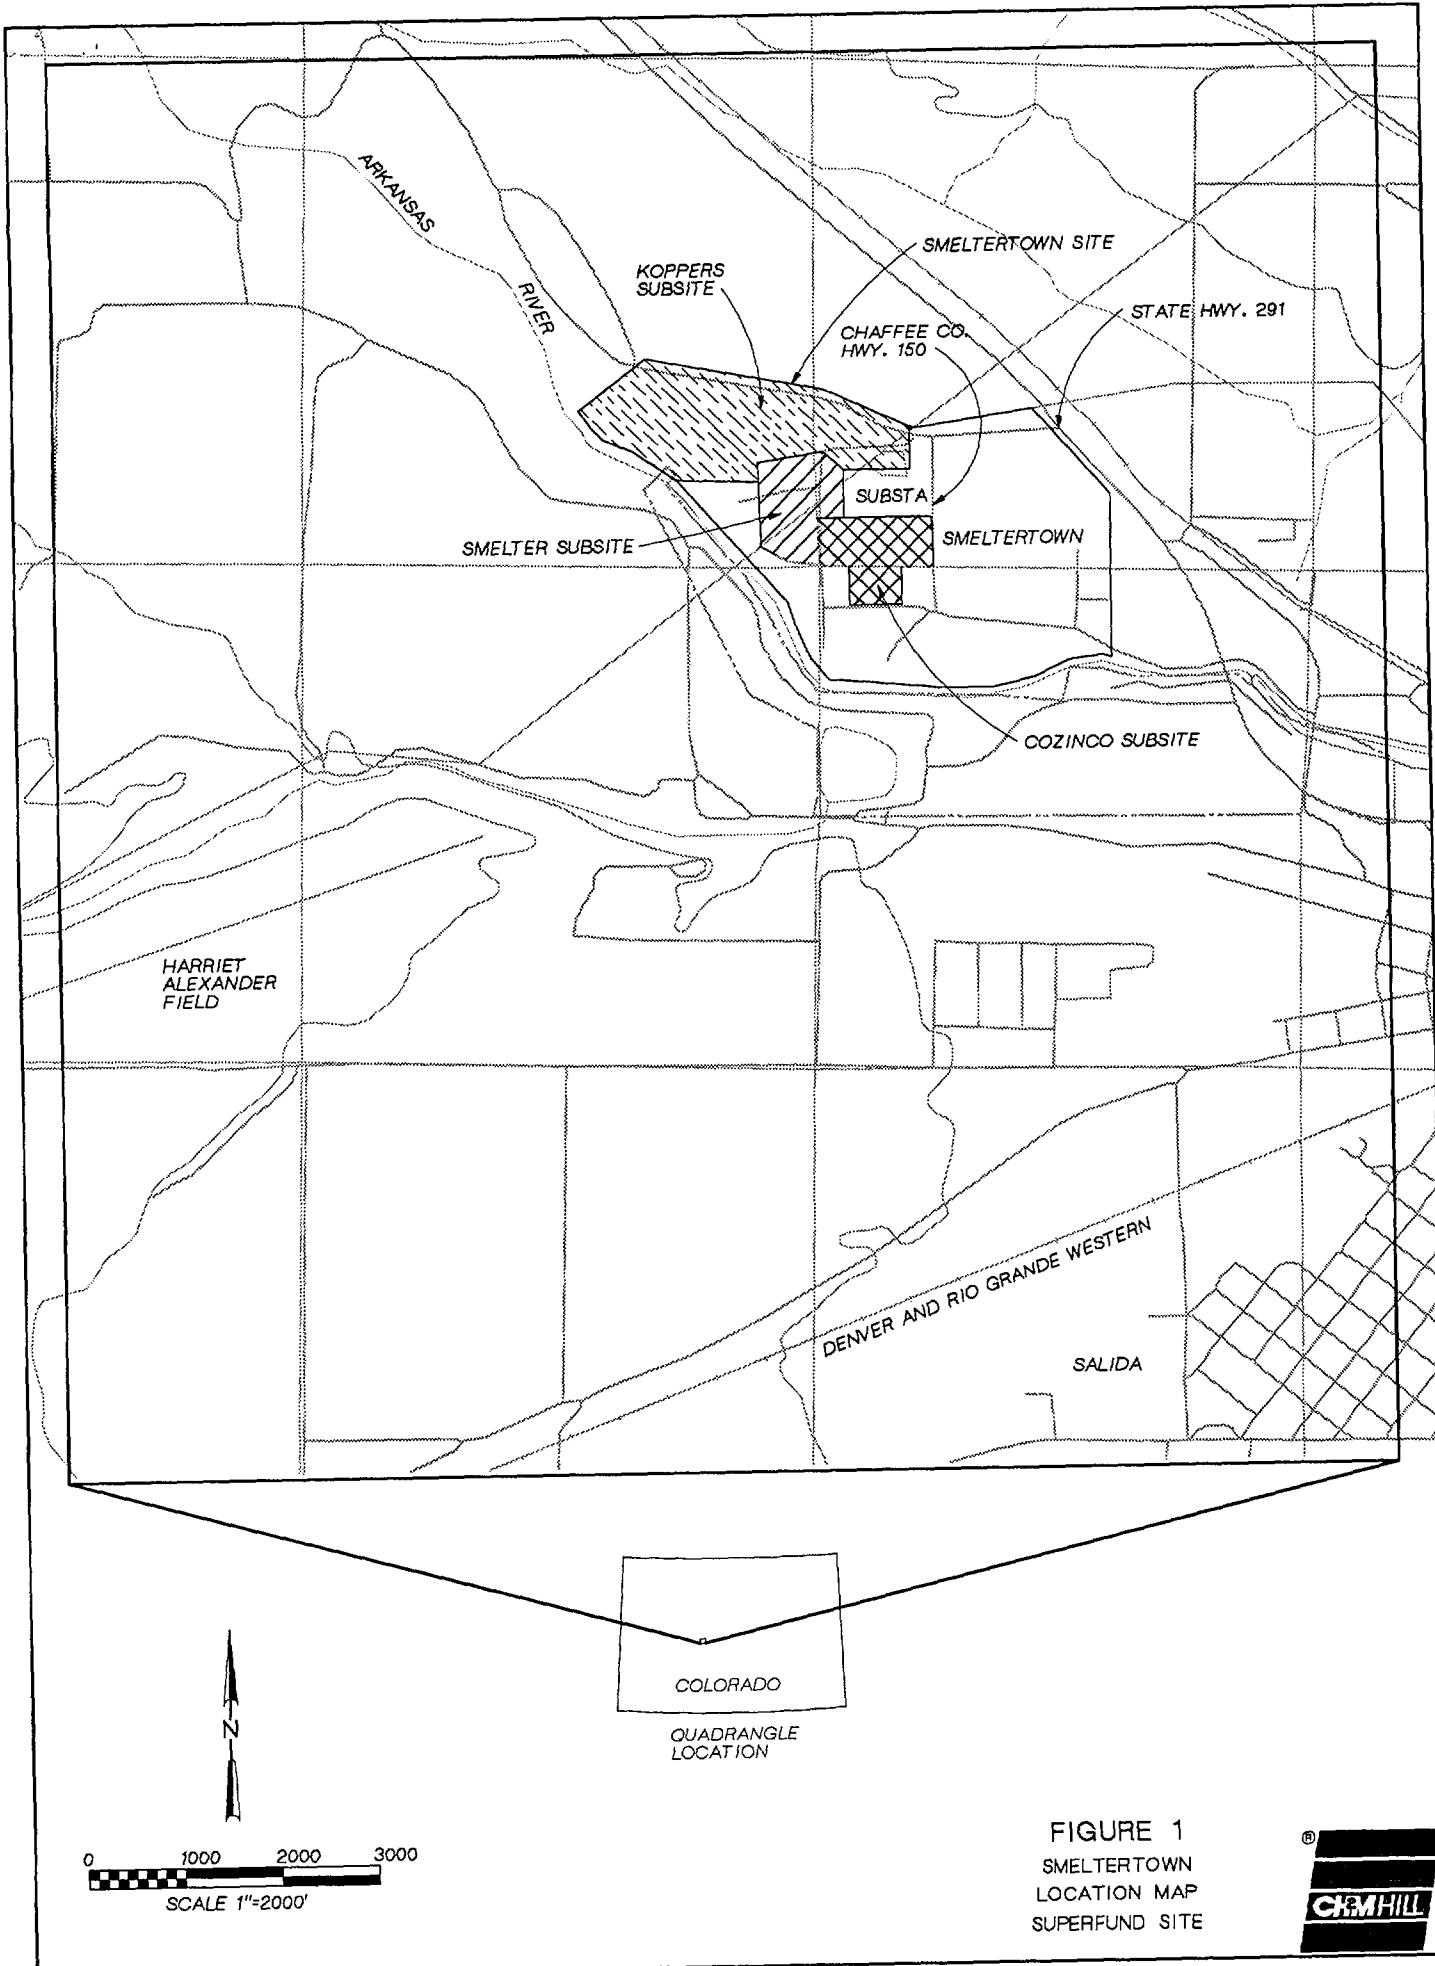 ARKANSAS
RIVER
SMELTERTOWN SITE
KOPPERS
SUBSITE
STATE HWY. 291
CHAFFEE CO.
HWY. 150
SUBSTA
SMELTERTOWN
SMELTER SUBSITE
COZINCO SUBSITE
HARRIET
ALEXANDER
FIELD
DENVER AND RIO GRANDE WESTERN
SALIDA
COLORADO
QUADRANGLE
LOCATION
N
0 1000 2000 3000
SCALE 1"=2000'
FIGURE 1
SMELTERTOWN
LOCATION MAP
SUPERFUND SITE
®
CH2M HILL